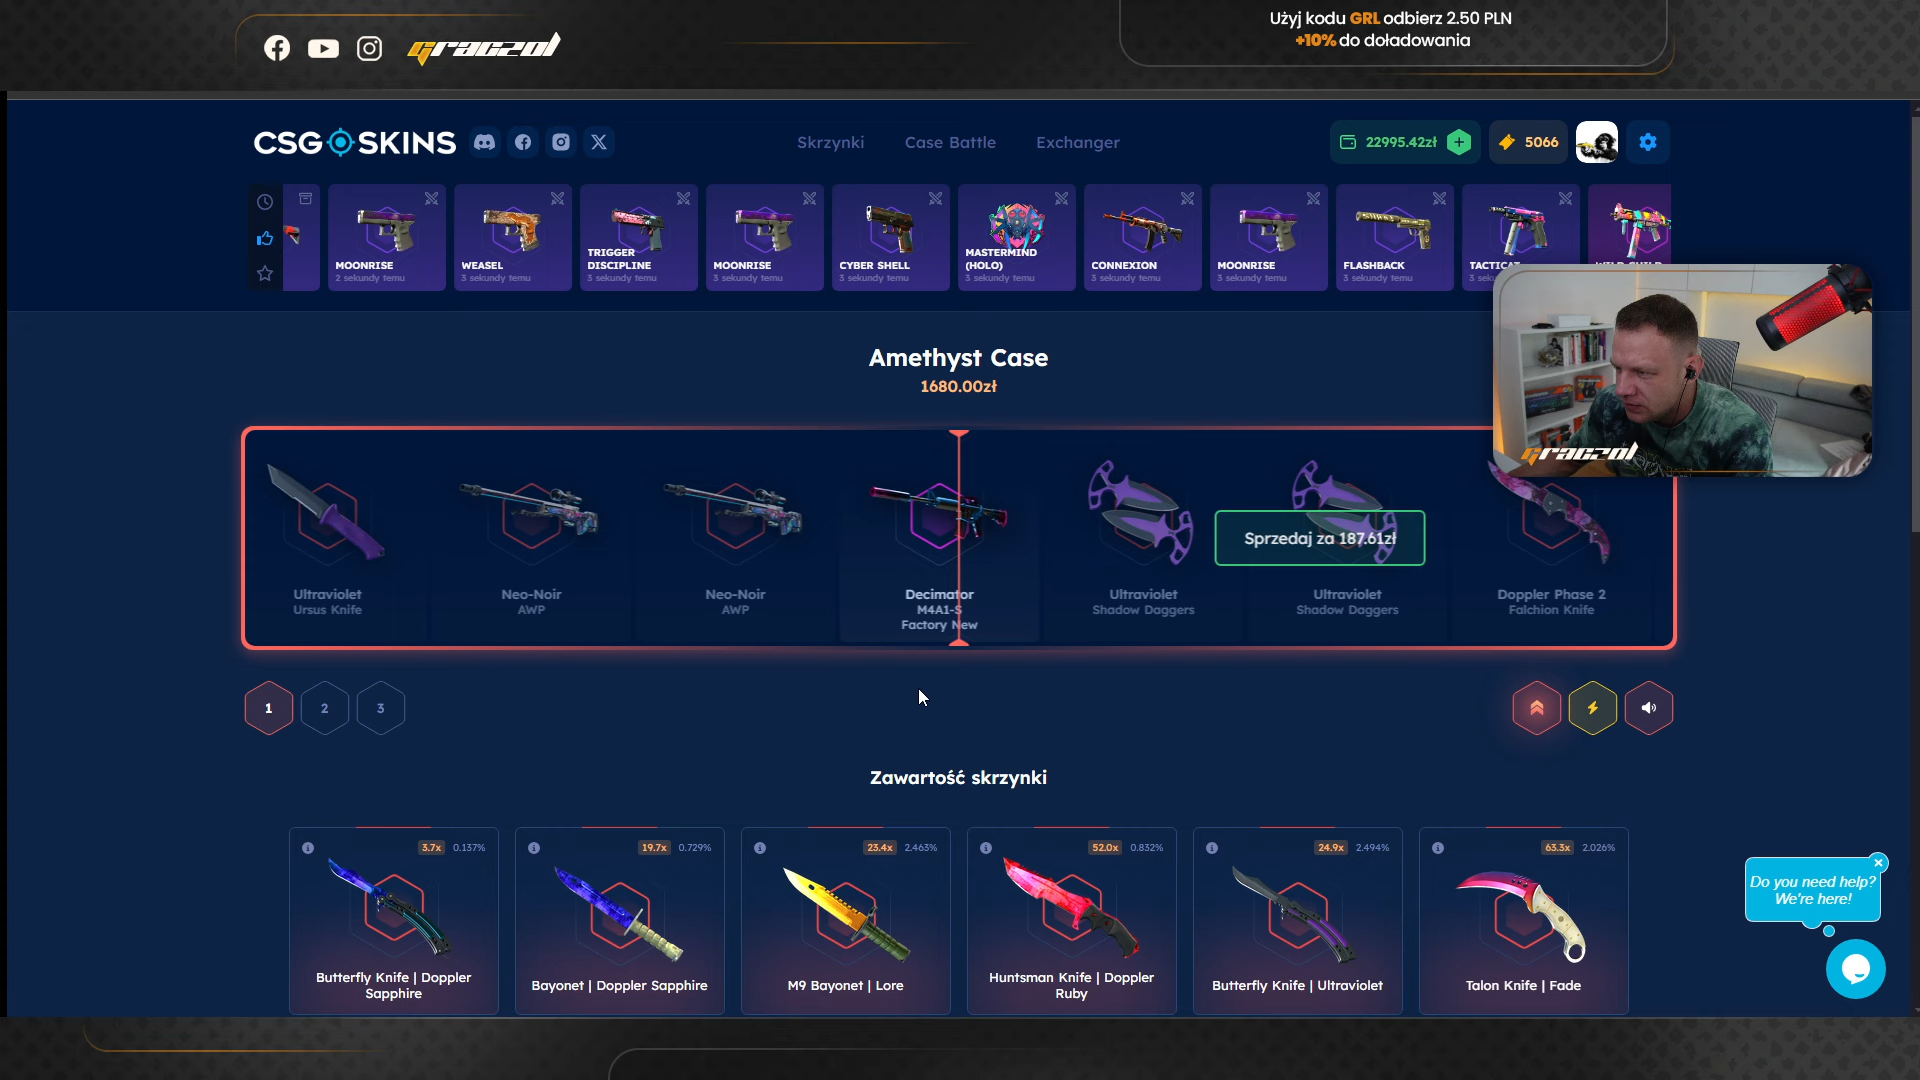 graczol
Użyj kodu GRL odbierz 2.50 PLN
+10% do doładowania
CSG SKINS
Skrzynki
Case Battle
Exchanger
22995.42zł
5066
MOONRISE
2 sekundy temu
WEASEL
3 sekundy temu
TRIGGER
DISCIPLINE
3 sekundy temu
MOONRISE
3 sekundy temu
CYBER SHELL
3 sekundy temu
MASTERMIND
(HOLO)
3 sekundy temu
CONNEXION
3 sekundy temu
MOONRISE
3 sekundy temu
FLASHBACK
3 sekundy temu
Amethyst Case
1680.00zł
graczol
Ultraviolet
Ursus Knife
Neo-Noir
AWP
Neo-Noir
AWP
Decimator
M4A1-S
Factory New
Ultraviolet
Shadow Daggers
Sprzedaj za 187.61zł
Ultraviolet
Shadow Daggers
Doppler Phase 2
Falchion Knife
1
2
3
Zawartość skrzynki
3.7x 0.137%
Butterfly Knife | Doppler
Sapphire
19.7x 0.729%
Bayonet | Doppler Sapphire
23.4x 2.463%
M9 Bayonet | Lore
52.0x 0.832%
Huntsman Knife | Doppler
Ruby
24.9x 2.494%
Butterfly Knife | Ultraviolet
63.3x 2.026%
Talon Knife | Fade
Do you need help?
We're here!